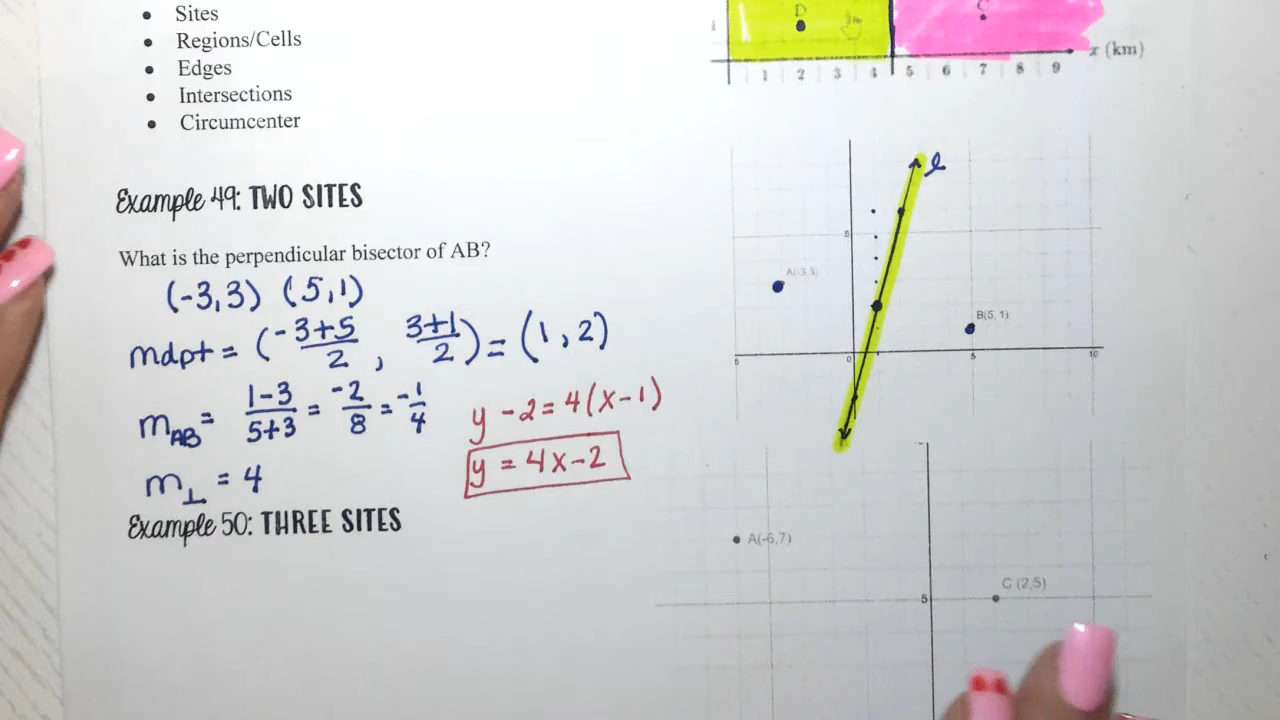 • Sites
• Regions/Cells
• Edges
• Intersections
• Circumcenter
D
C
1
x (km)
1 2 3 4 5 6 7 8 9
Example 49: TWO SITES
What is the perpendicular bisector of AB?
(-3,3) (5,1)
mdpt = (-3+5/2, 3+1/2) = (1,2)
mAB = 1-3/5+3 = -2/8 = -1/4
m⊥ = 4
y - 2 = 4(x-1)
y = 4x-2
l
5
A(-3,3)
B(5, 1)
0 5 10
Example 50: THREE SITES
A(-6,7)
C (2,5)
5